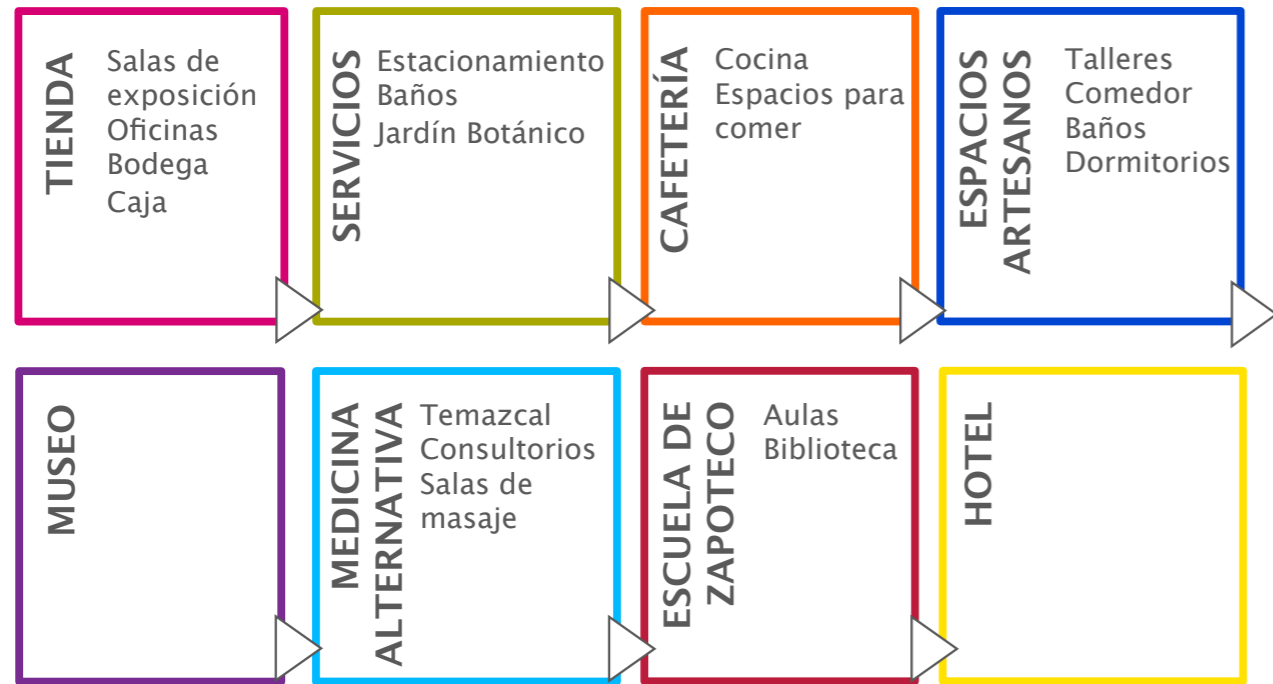 TIENDA
Salas de
exposición
Oficinas
Bodega
Caja
SERVICIOS
Estacionamiento
Baños
Jardín Botánico
CAFETERÍA
Cocina
Espacios para
comer
ESPACIOS
ARTESANOS
Talleres
Comedor
Baños
Dormitorios
MUSEO
MEDICINA
ALTERNATIVA
Temazcal
Consultorios
Salas de
masaje
ESCUELA DE
ZAPOTECO
Aulas
Biblioteca
HOTEL